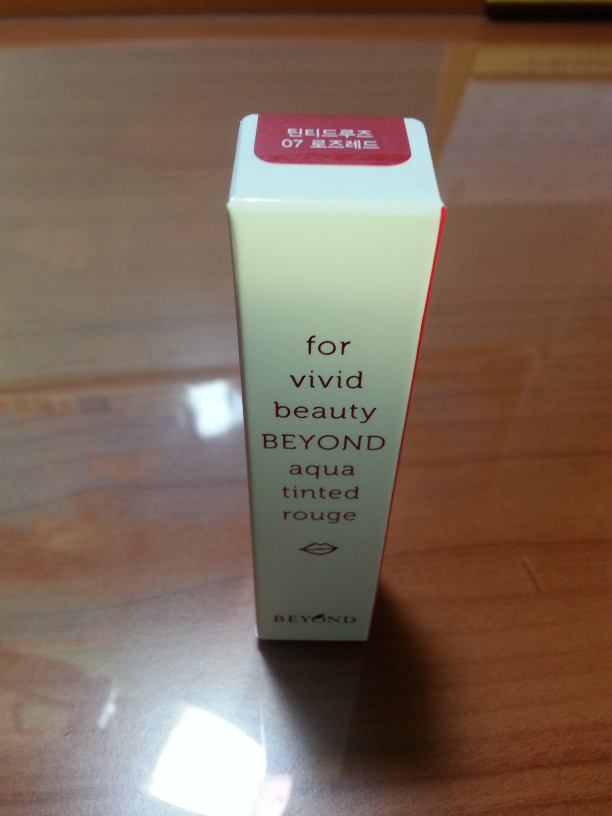 틴티드루즈
07 로즈레드
for
vivid
beauty
BEYOND
aqua
tinted
rouge
BEYOND